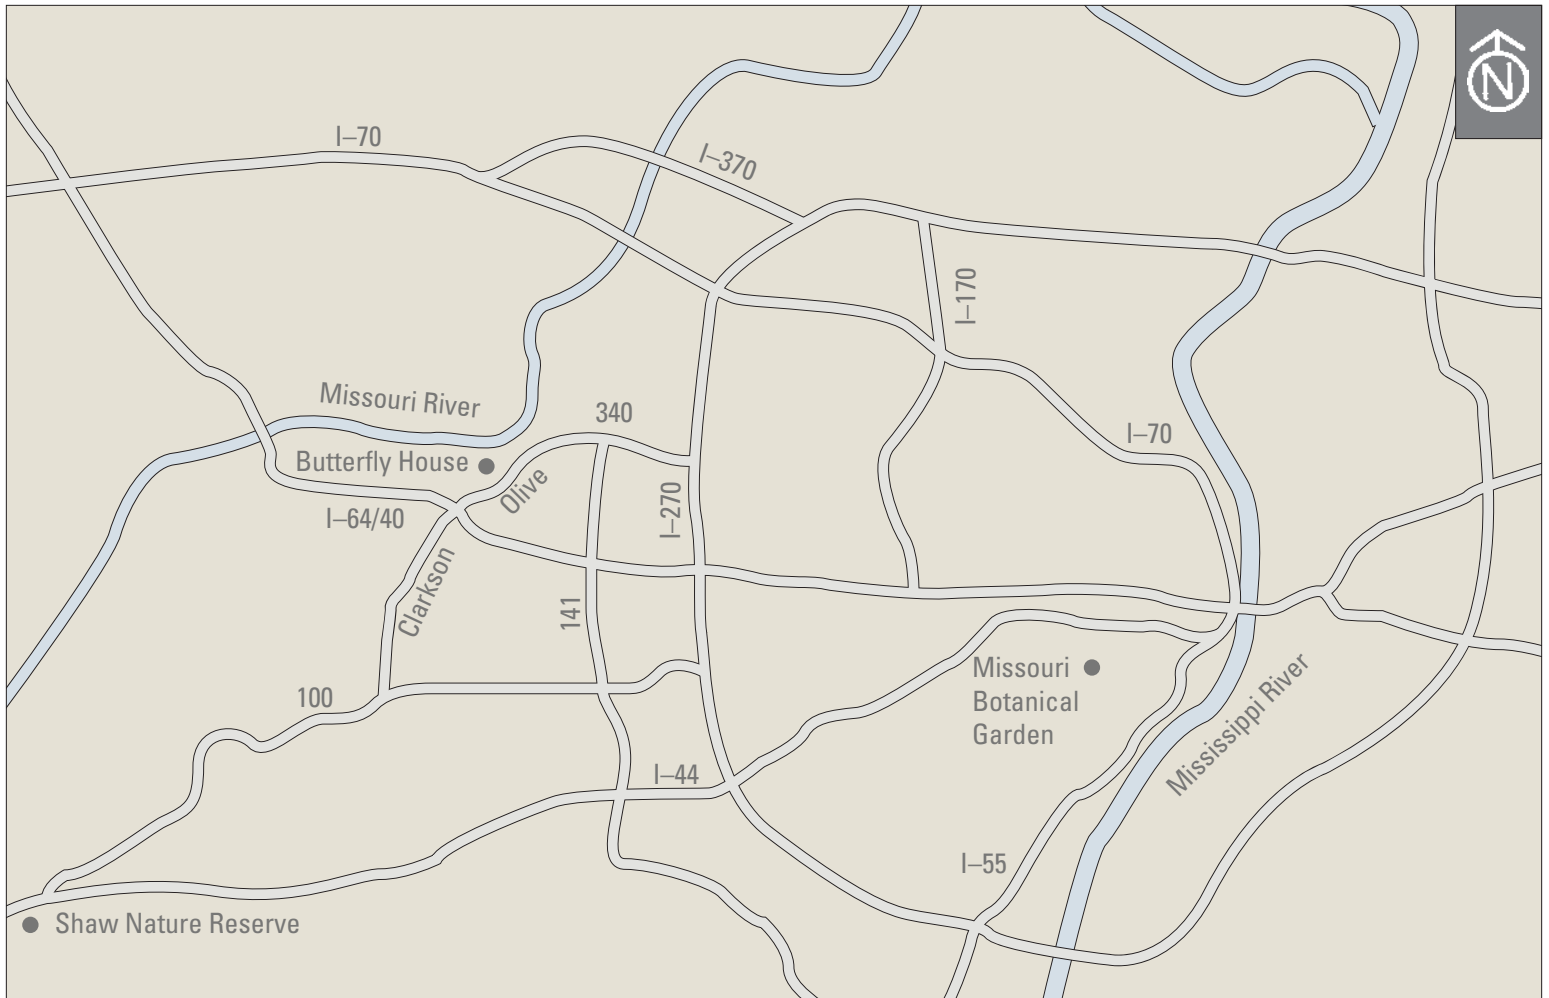 N
I–70
I–370
I–170
Missouri River
340
I–70
Butterfly House
Olive
I–270
I–64/40
Clarkson
141
Missouri
Botanical
Garden
100
Mississippi River
I–44
I–55
Shaw Nature Reserve